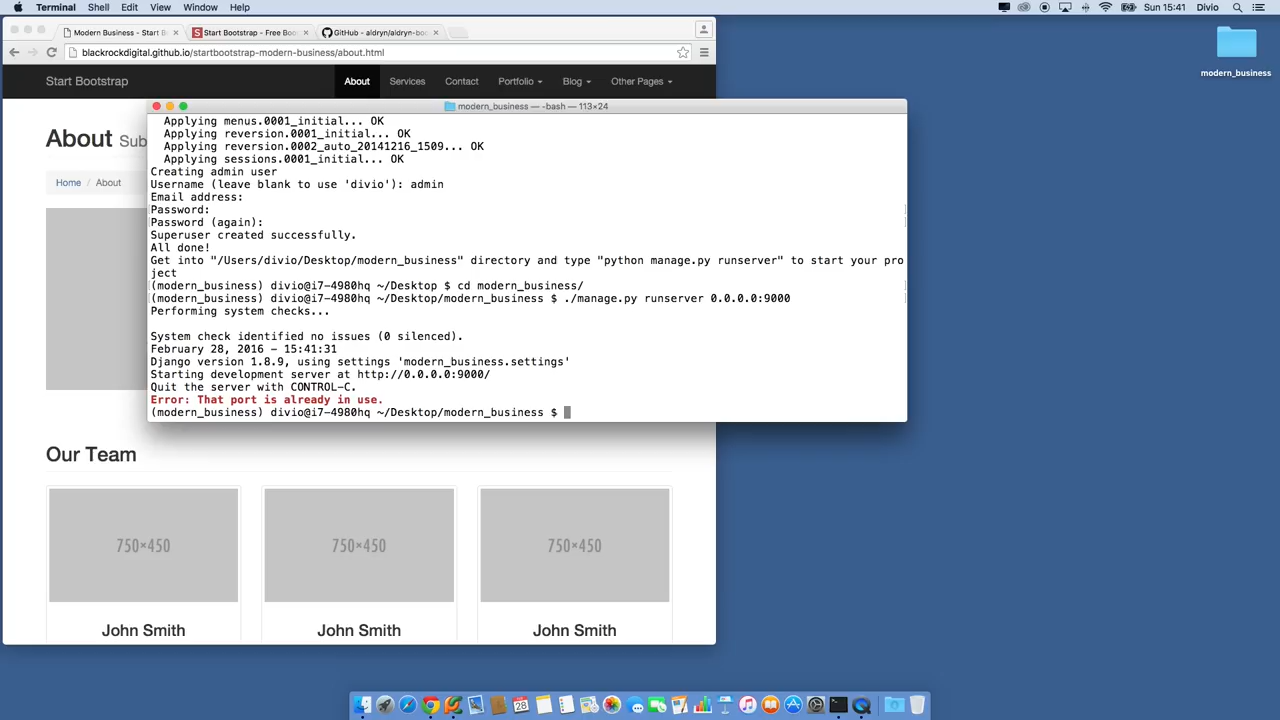 Terminal Shell Edit View Window Help Sun 15:41 Divio
Modern Business - Start B
Start Bootstrap - Free Boo
GitHub - aldryn/aldryn-boo
blackrockdigital.github.io/startbootstrap-modern-business/about.html
modern_business
Start Bootstrap About Services Contact Portfolio Blog Other Pages
modern_business — -bash — 113×24
Applying menus.0001_initial... OK
Applying reversion.0001_initial... OK
Applying reversion.0002_auto_20141216_1509... OK
Applying sessions.0001_initial... OK
Creating admin user
Username (leave blank to use 'divio'): admin
Email address:
Password:
Password (again):
Superuser created successfully.
All done!
Get into "/Users/divio/Desktop/modern_business" directory and type "python manage.py runserver" to start your pro
ject
(modern_business) divio@i7-4980hq ~/Desktop $ cd modern_business/
(modern_business) divio@i7-4980hq ~/Desktop/modern_business $ ./manage.py runserver 0.0.0.0:9000
Performing system checks...
System check identified no issues (0 silenced).
February 28, 2016 - 15:41:31
Django version 1.8.9, using settings 'modern_business.settings'
Starting development server at http://0.0.0.0:9000/
Quit the server with CONTROL-C.
Error: That port is already in use.
(modern_business) divio@i7-4980hq ~/Desktop/modern_business $
About Sub
Home / About
Our Team
750×450 750×450 750×450
John Smith John Smith John Smith
28